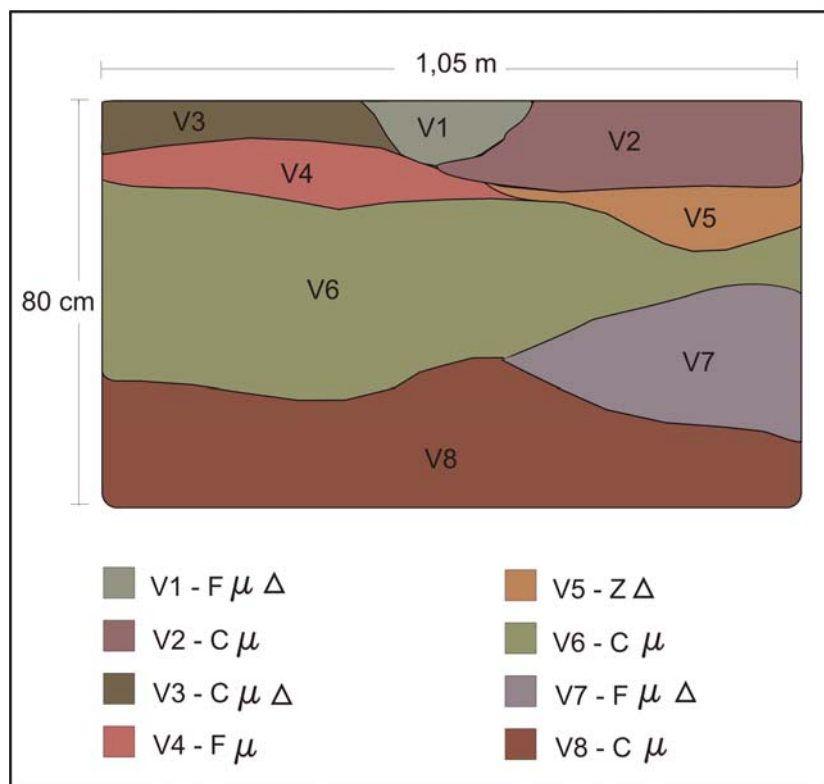 1,05 m
V3
V1
V2
V4
V5
80 cm
V6
V7
V8
V1 - F μ Δ
V2 - C μ
V3 - C μ Δ
V4 - F μ
V5 - Z Δ
V6 - C μ
V7 - F μ Δ
V8 - C μ